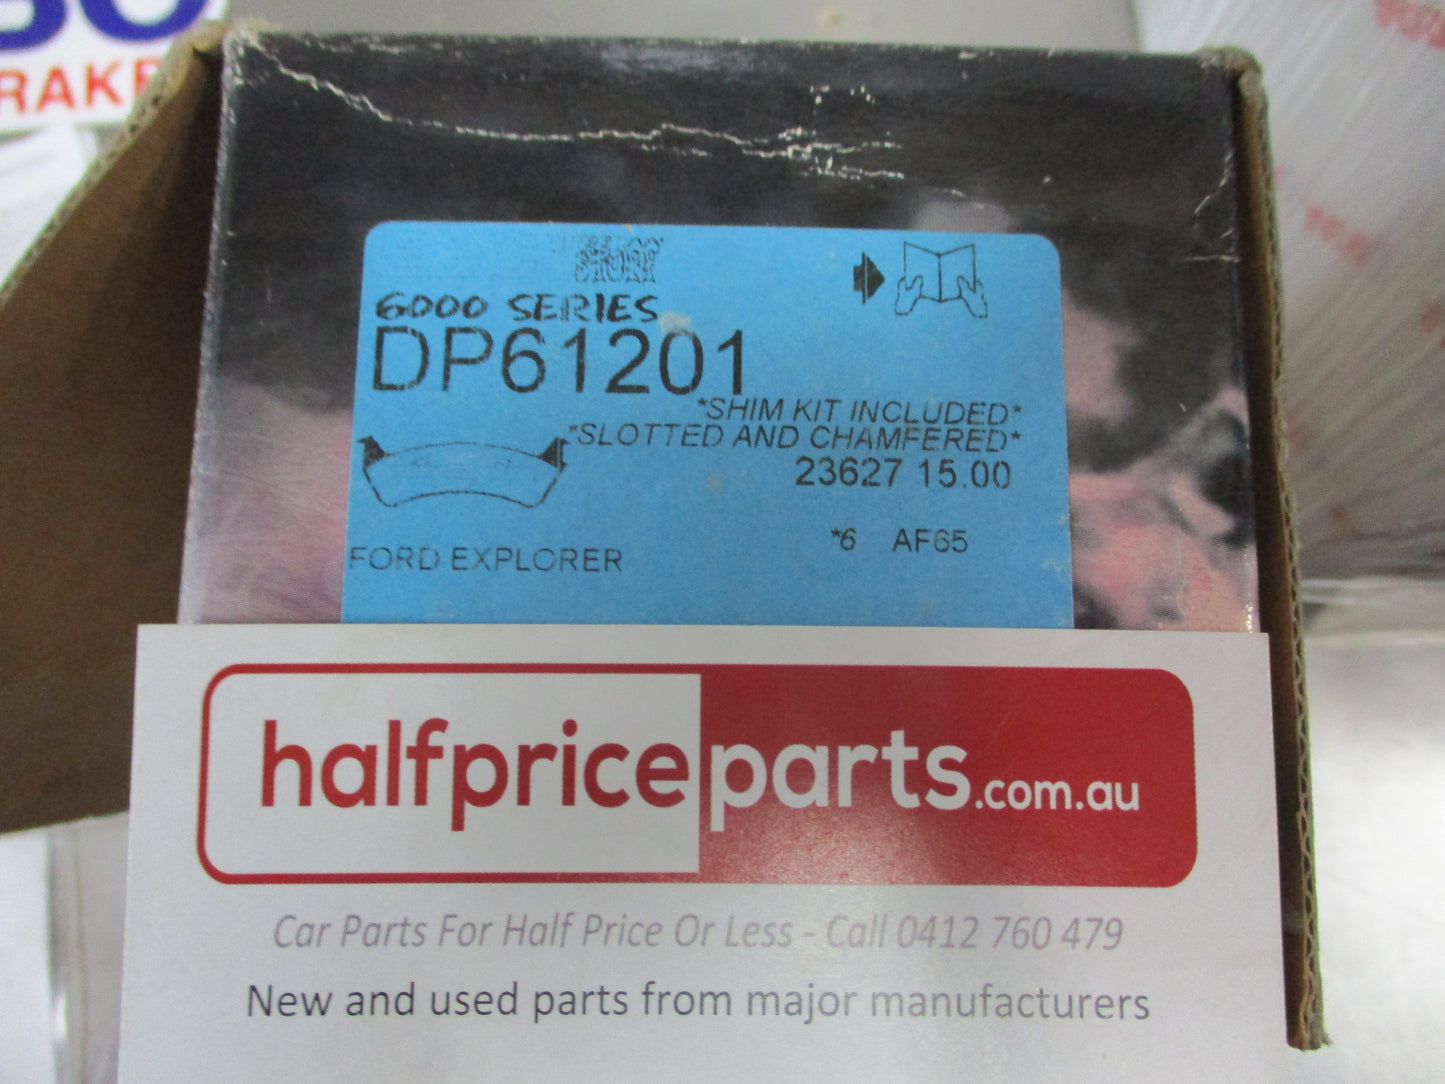 RAKE
6000 SERIES
DP61201
*SHIM KIT INCLUDED*
*SLOTTED AND CHAMFERED*
23627 15.00
*6 AF65
FORD EXPLORER
halfpriceparts.com.au
Car Parts For Half Price Or Less - Call 0412 760 479
New and used parts from major manufacturers